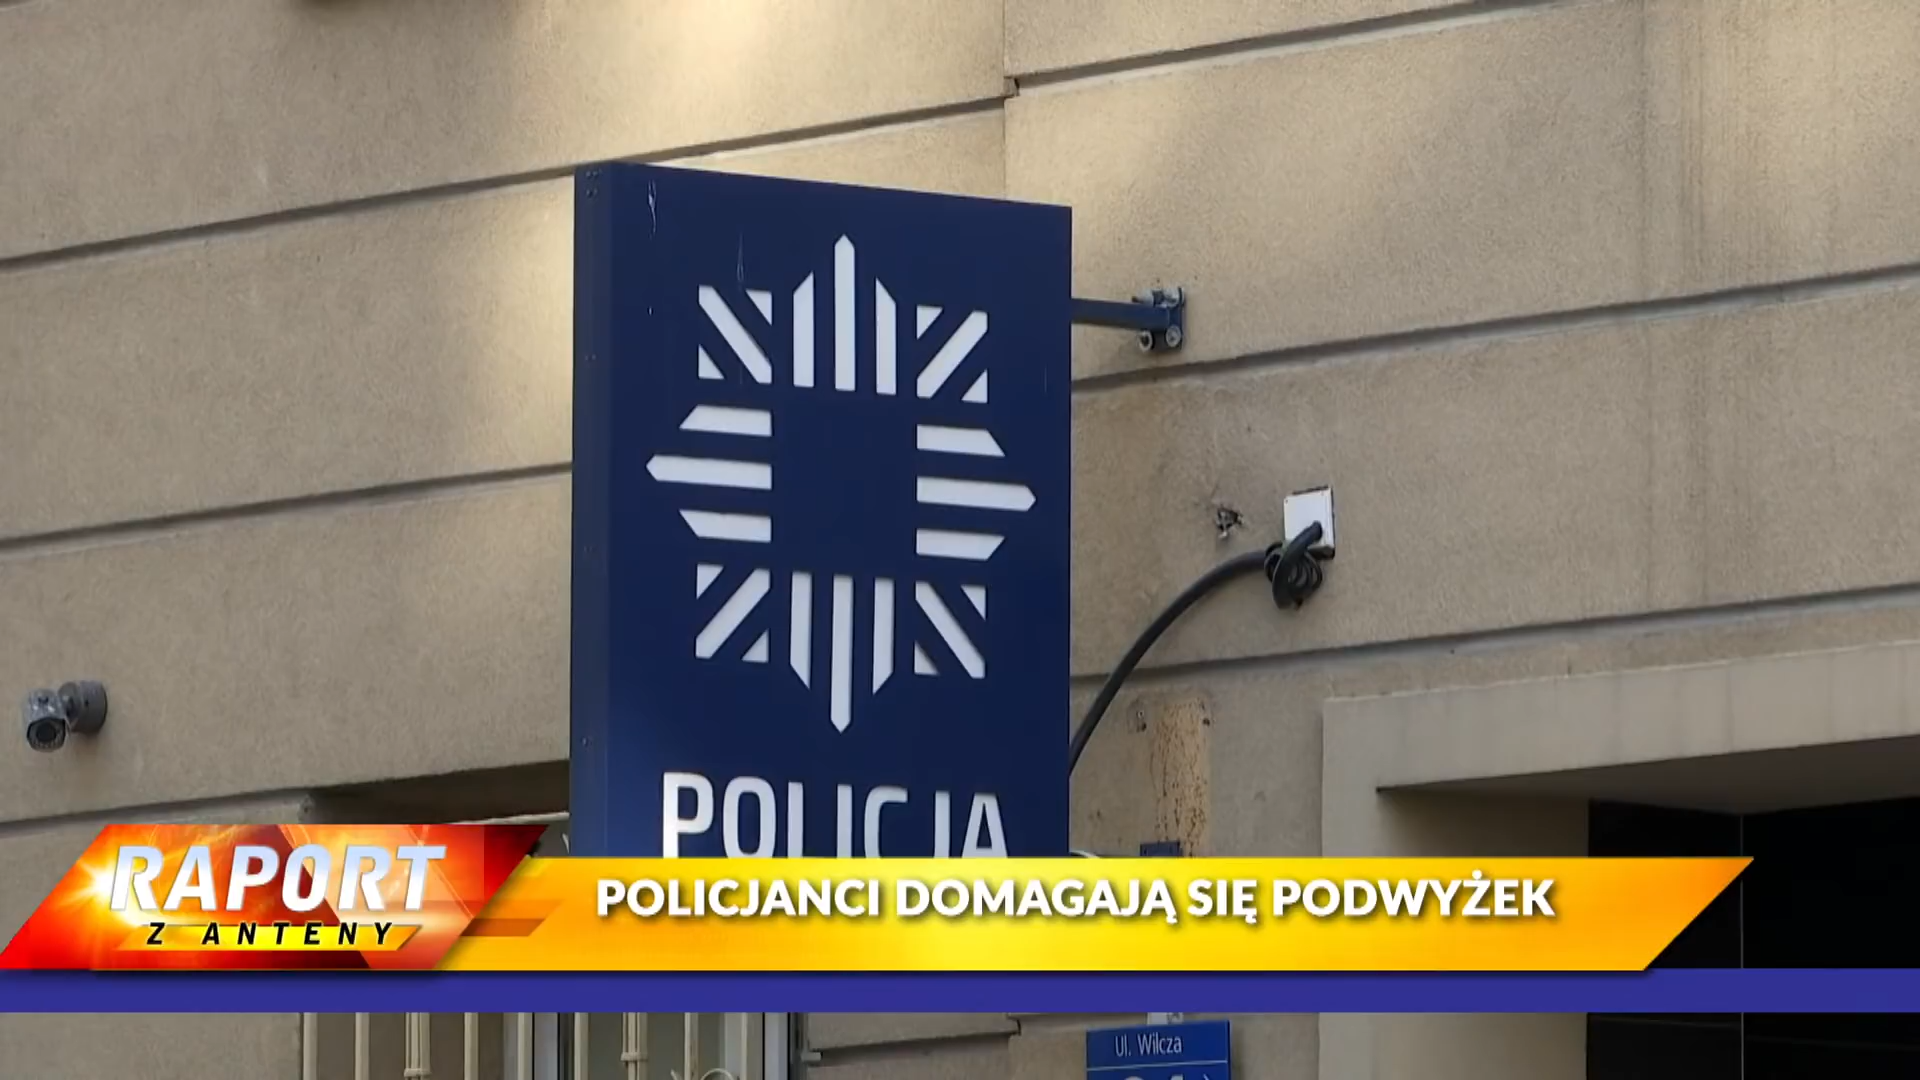 POLICJA
RAPORT
Z ANTENY
POLICJANCI DOMAGAJĄ SIĘ PODWYŻEK
Ul. Wilcza